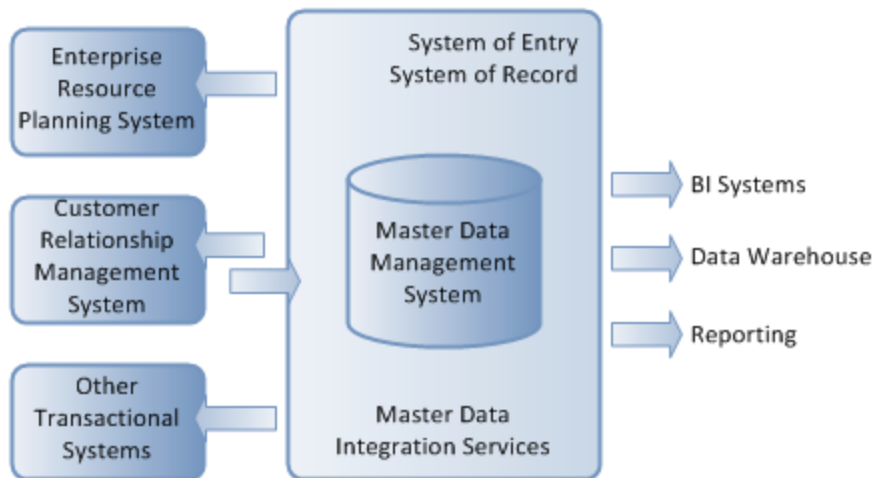 Enterprise
Resource
Planning System
Customer
Relationship
Management
System
Other
Transactional
Systems
System of Entry
System of Record
Master Data
Management
System
Master Data
Integration Services
BI Systems
Data Warehouse
Reporting